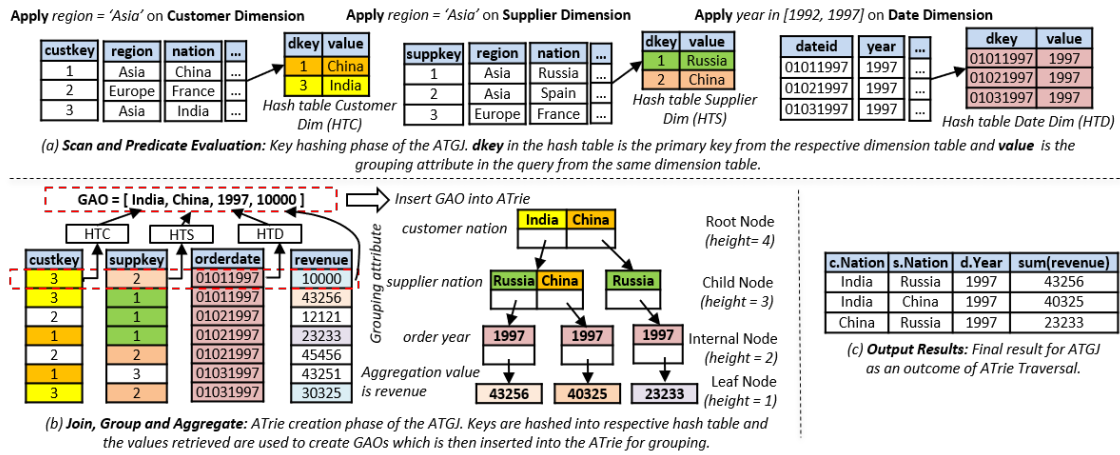 Apply region = ‘Asia’ on Customer Dimension
custkey region nation ...
1 Asia China ...
2 Europe France ...
3 Asia India ...
dkey value
1 China
3 India
Hash table Customer
Dim (HTC)
Apply region = ‘Asia’ on Supplier Dimension
suppkey region nation ...
1 Asia Russia ...
2 Asia Spain ...
3 Europe France ...
dkey value
1 Russia
2 China
Hash table Supplier
Dim (HTS)
Apply year in [1992, 1997] on Date Dimension
dateid year ...
01011997 1997 ...
01021997 1997 ...
01031997 1997 ...
dkey value
01011997 1997
01021997 1997
01031997 1997
Hash table Date Dim (HTD)
(a) Scan and Predicate Evaluation: Key hashing phase of the ATGJ. dkey in the hash table is the primary key from the respective dimension table and value is the
grouping attribute in the query from the same dimension table.
GAO = [ India, China, 1997, 10000 ]
Insert GAO into ATrie
HTC HTS HTD
custkey suppkey orderdate revenue
3 2 01011997 10000
3 1 01011997 43256
2 1 01021997 12121
1 1 01021997 23233
2 2 01021997 45456
1 3 01031997 43251
3 2 01031997 30325
Grouping attribute
customer nation
India China
Root Node
(height= 4)
supplier nation
Russia China Russia
Child Node
(height = 3)
order year
1997 1997 1997
Internal Node
(height = 2)
Aggregation value
is revenue
43256 40325 23233
Leaf Node
(height = 1)
(b) Join, Group and Aggregate: ATrie creation phase of the ATGJ. Keys are hashed into respective hash table and
the values retrieved are used to create GAOs which is then inserted into the ATrie for grouping.
c.Nation s.Nation d.Year sum(revenue)
India Russia 1997 43256
India China 1997 40325
China Russia 1997 23233
(c) Output Results: Final result for ATGJ
as an outcome of ATrie Traversal.